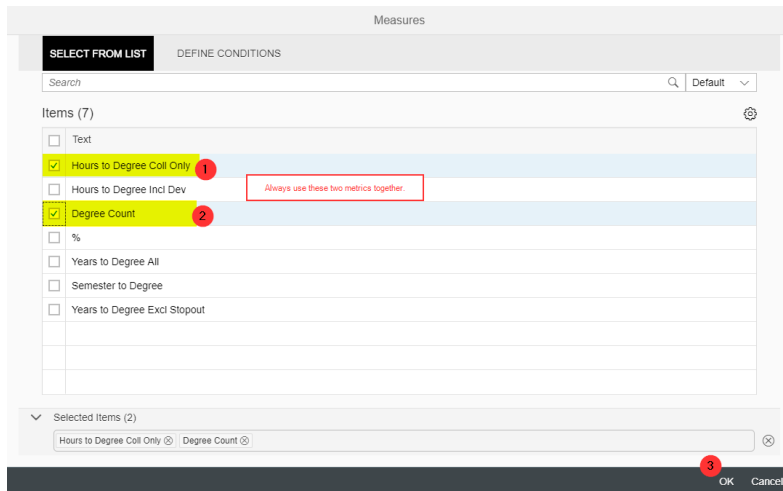 Measures
SELECT FROM LIST DEFINE CONDITIONS
Search Default
Items (7)
Text
Hours to Degree Coll Only 1
Hours to Degree Incl Dev Always use these two metrics together.
Degree Count 2
%
Years to Degree All
Semester to Degree
Years to Degree Excl Stopout
Selected Items (2)
Hours to Degree Coll Only Degree Count
3
OK Cancel